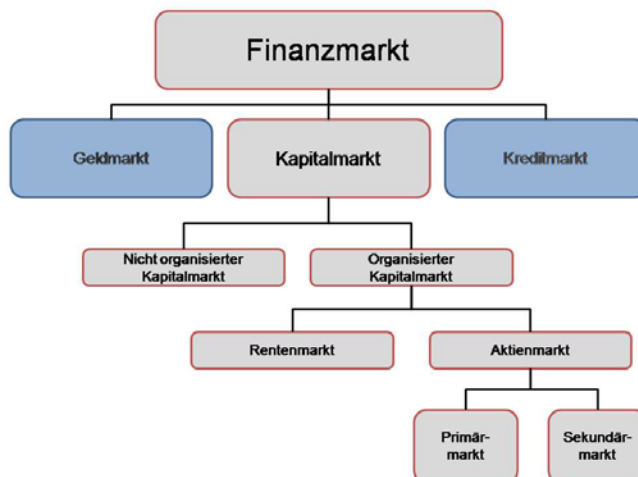 Finanzmarkt
Geldmarkt
Kapitalmarkt
Kreditmarkt
Nicht organisierter
Kapitalmarkt
Organisierter
Kapitalmarkt
Rentenmarkt
Aktienmarkt
Primär-
markt
Sekundär-
markt